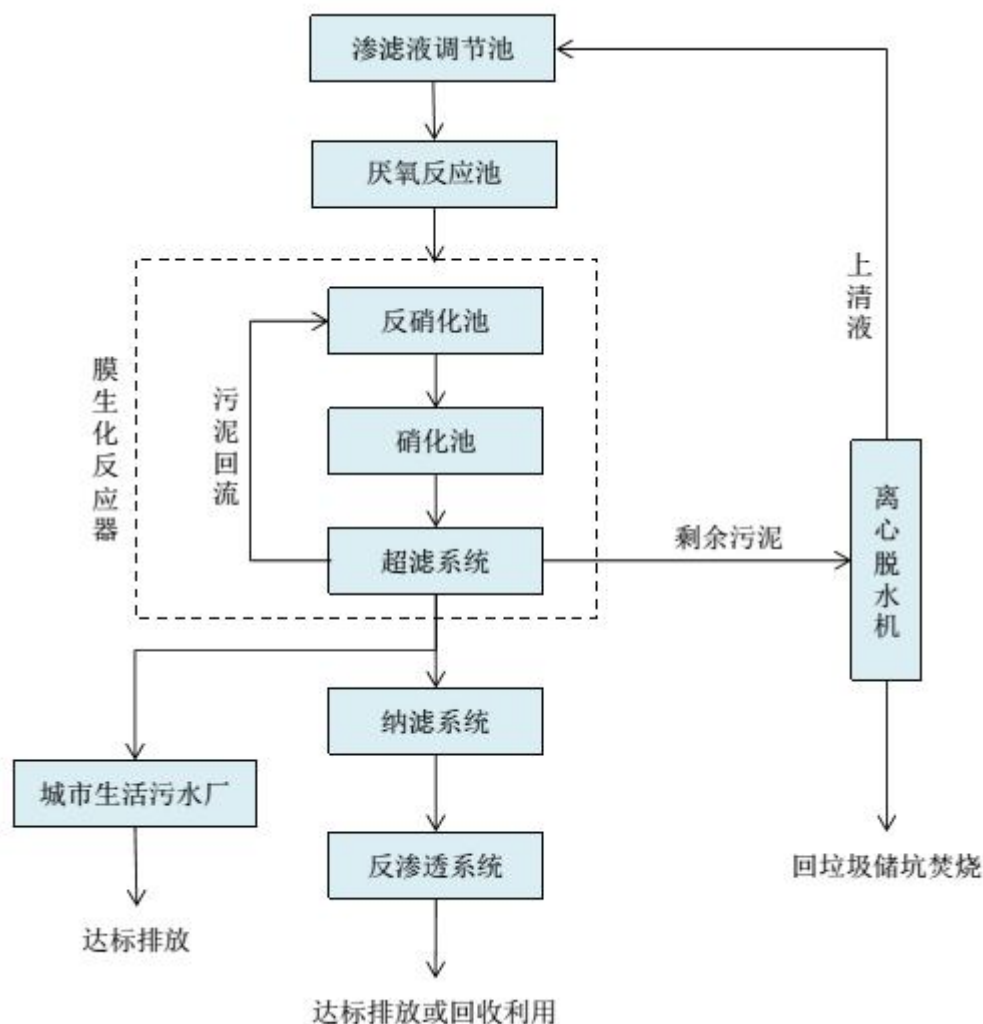 渗滤液调节池
厌氧反应池
上清液
膜生化反应器
反硝化池
污泥回流
硝化池
超滤系统
剩余污泥
离心脱水机
纳滤系统
城市生活污水厂
反渗透系统
回垃圾储坑焚烧
达标排放
达标排放或回收利用